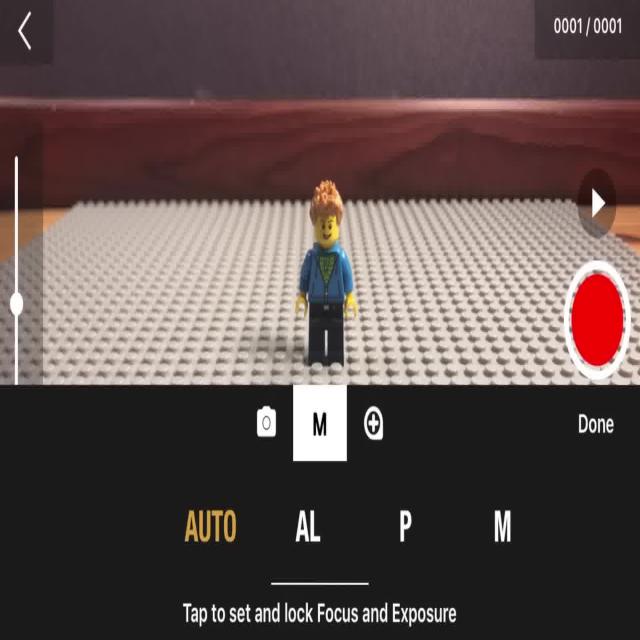 0001 / 0001
M
Done
AUTO AL P M
Tap to set and lock Focus and Exposure